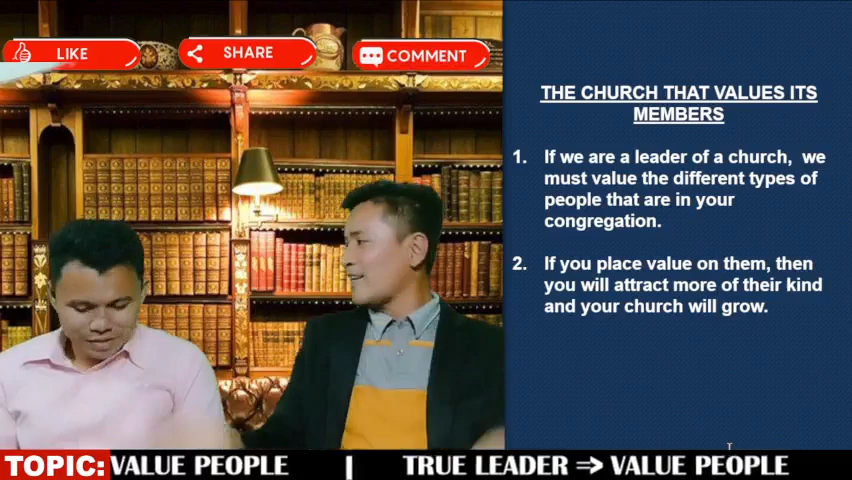 LIKE
SHARE
COMMENT
THE CHURCH THAT VALUES ITS
MEMBERS
1. If we are a leader of a church, we
must value the different types of
people that are in your
congregation.
2. If you place value on them, then
you will attract more of their kind
and your church will grow.
TOPIC: VALUE PEOPLE | TRUE LEADER => VALUE PEOPLE